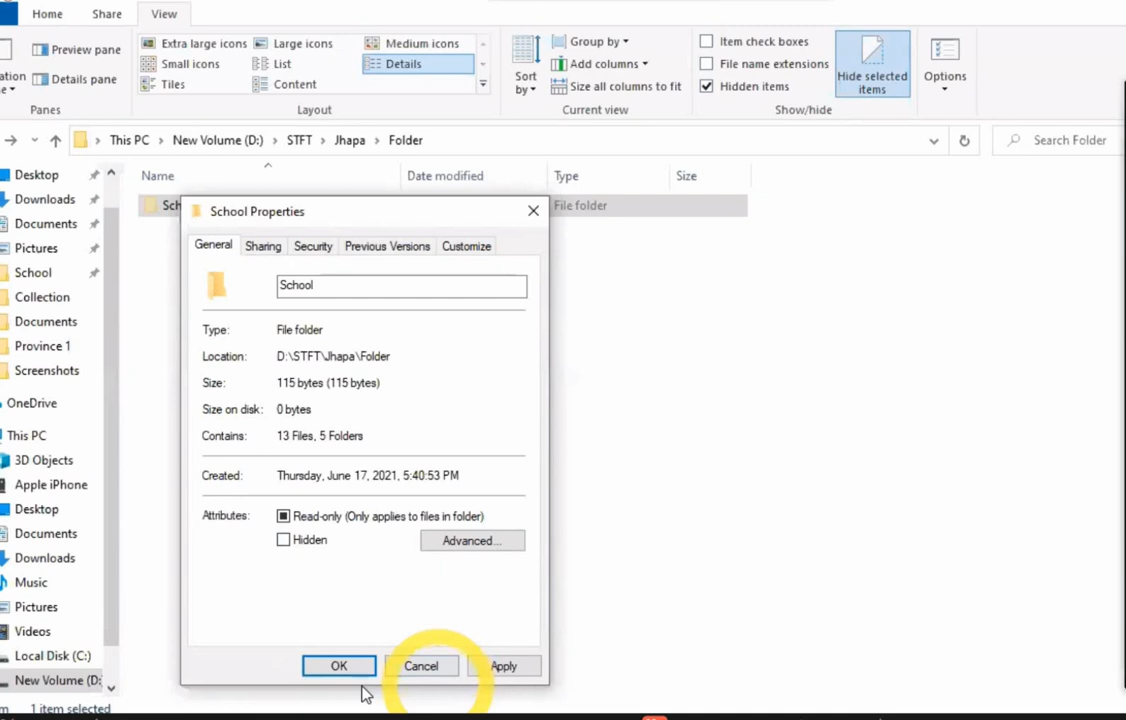 Home Share View
Preview pane
Details pane
Panes
Extra large icons Large icons Medium icons
Small icons List Details
Tiles Content
Layout
Sort by
Group by
Add columns
Size all columns to fit
Current view
Item check boxes
File name extensions
Hidden items
Hide selected items
Show/hide
Options
This PC > New Volume (D:) > STFT > Jhapa > Folder
Search Folder
Name Date modified Type Size
File folder
Desktop
Downloads
Documents
Pictures
School
Collection
Documents
Province 1
Screenshots
OneDrive
This PC
3D Objects
Apple iPhone
Desktop
Documents
Downloads
Music
Pictures
Videos
Local Disk (C:)
New Volume (D:
1 item selected
School Properties
General Sharing Security Previous Versions Customize
School
Type: File folder
Location: D:\STFT\Jhapa\Folder
Size: 115 bytes (115 bytes)
Size on disk: 0 bytes
Contains: 13 Files, 5 Folders
Created: Thursday, June 17, 2021, 5:40:53 PM
Attributes: Read-only (Only applies to files in folder)
Hidden Advanced...
OK Cancel Apply